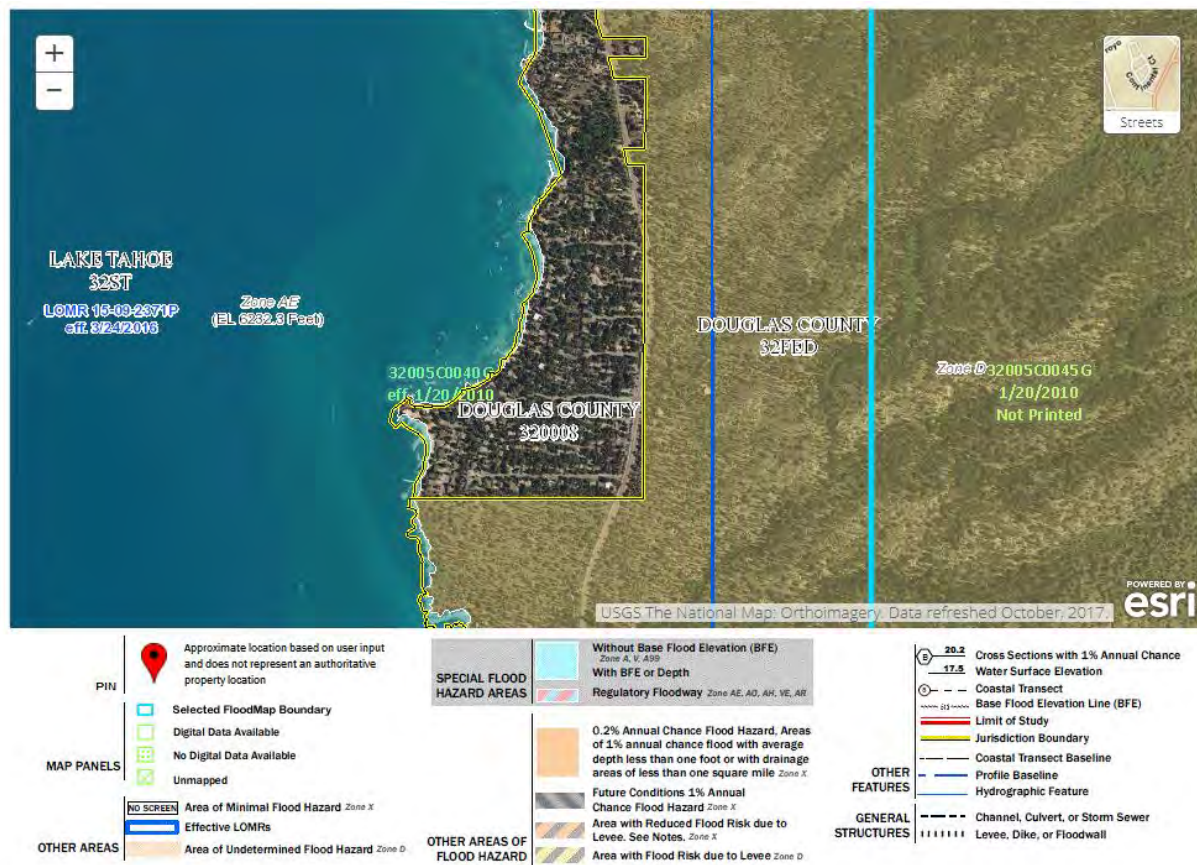 +
−
royo
Continental Ct
Streets
LAKE TAHOE
32ST
LOMR 15-09-2371P
eff. 3/24/2016
Zone AE
(EL 6232.3 Feet)
32005C0040G
eff. 1/20/2010
DOUGLAS COUNTY
320008
DOUGLAS COUNTY
32FED
Zone D
32005C0045G
1/20/2010
Not Printed
POWERED BY
esri
USGS The National Map: Orthoimagery. Data refreshed October, 2017.
PIN
Approximate location based on user input
and does not represent an authoritative
property location
MAP PANELS
Selected FloodMap Boundary
Digital Data Available
No Digital Data Available
Unmapped
OTHER AREAS
NO SCREEN Area of Minimal Flood Hazard Zone X
Effective LOMRs
Area of Undetermined Flood Hazard Zone D
SPECIAL FLOOD
HAZARD AREAS
Without Base Flood Elevation (BFE)
Zone A, V, A99
With BFE or Depth
Regulatory Floodway Zone AE, AO, AH, VE, AR
OTHER AREAS OF
FLOOD HAZARD
0.2% Annual Chance Flood Hazard, Areas
of 1% annual chance flood with average
depth less than one foot or with drainage
areas of less than one square mile Zone X
Future Conditions 1% Annual
Chance Flood Hazard Zone X
Area with Reduced Flood Risk due to
Levee. See Notes. Zone X
Area with Flood Risk due to Levee Zone D
OTHER
FEATURES
B 20.2 Cross Sections with 1% Annual Chance
17.5 Water Surface Elevation
8 Coastal Transect
513 Base Flood Elevation Line (BFE)
Limit of Study
Jurisdiction Boundary
Coastal Transect Baseline
Profile Baseline
Hydrographic Feature
GENERAL
STRUCTURES
Channel, Culvert, or Storm Sewer
Levee, Dike, or Floodwall